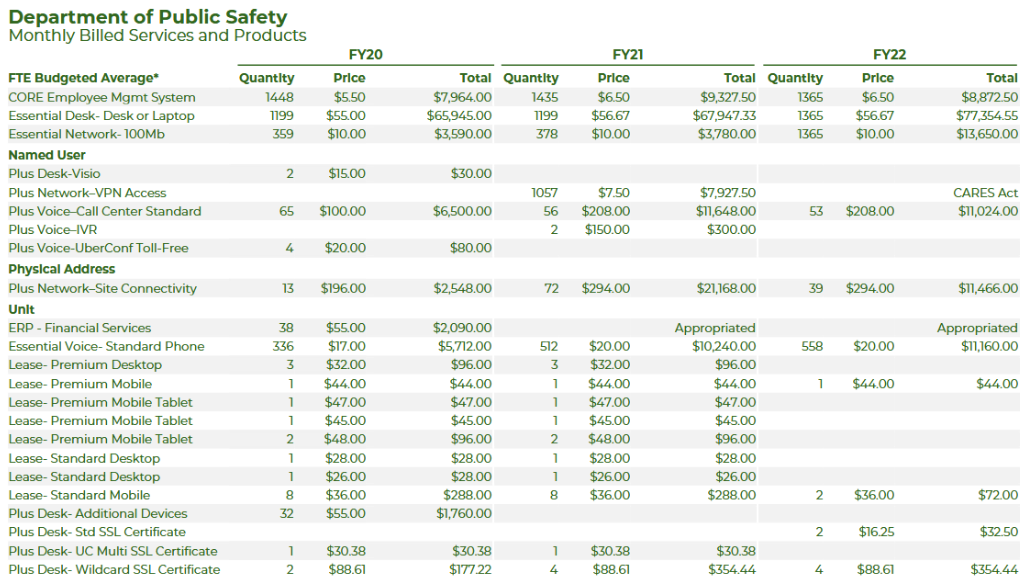 Department of Public Safety
Monthly Billed Services and Products
FY20 FY21 FY22
FTE Budgeted Average* Quantity Price Total Quantity Price Total Quantity Price Total
CORE Employee Mgmt System 1448 $5.50 $7,964.00 1435 $6.50 $9,327.50 1365 $6.50 $8,872.50
Essential Desk- Desk or Laptop 1199 $55.00 $65,945.00 1199 $56.67 $67,947.33 1365 $56.67 $77,354.55
Essential Network- 100Mb 359 $10.00 $3,590.00 378 $10.00 $3,780.00 1365 $10.00 $13,650.00
Named User
Plus Desk-Visio 2 $15.00 $30.00
Plus Network–VPN Access 1057 $7.50 $7,927.50 CARES Act
Plus Voice–Call Center Standard 65 $100.00 $6,500.00 56 $208.00 $11,648.00 53 $208.00 $11,024.00
Plus Voice–IVR 2 $150.00 $300.00
Plus Voice-UberConf Toll-Free 4 $20.00 $80.00
Physical Address
Plus Network–Site Connectivity 13 $196.00 $2,548.00 72 $294.00 $21,168.00 39 $294.00 $11,466.00
Unit
ERP - Financial Services 38 $55.00 $2,090.00 Appropriated Appropriated
Essential Voice- Standard Phone 336 $17.00 $5,712.00 512 $20.00 $10,240.00 558 $20.00 $11,160.00
Lease- Premium Desktop 3 $32.00 $96.00 3 $32.00 $96.00
Lease- Premium Mobile 1 $44.00 $44.00 1 $44.00 $44.00 1 $44.00 $44.00
Lease- Premium Mobile Tablet 1 $47.00 $47.00 1 $47.00 $47.00
Lease- Premium Mobile Tablet 1 $45.00 $45.00 1 $45.00 $45.00
Lease- Premium Mobile Tablet 2 $48.00 $96.00 2 $48.00 $96.00
Lease- Standard Desktop 1 $28.00 $28.00 1 $28.00 $28.00
Lease- Standard Desktop 1 $26.00 $28.00 1 $26.00 $26.00
Lease- Standard Mobile 8 $36.00 $288.00 8 $36.00 $288.00 2 $36.00 $72.00
Plus Desk- Additional Devices 32 $55.00 $1,760.00
Plus Desk- Std SSL Certificate 2 $16.25 $32.50
Plus Desk- UC Multi SSL Certificate 1 $30.38 $30.38 1 $30.38 $30.38
Plus Desk- Wildcard SSL Certificate 2 $88.61 $177.22 4 $88.61 $354.44 4 $88.61 $354.44